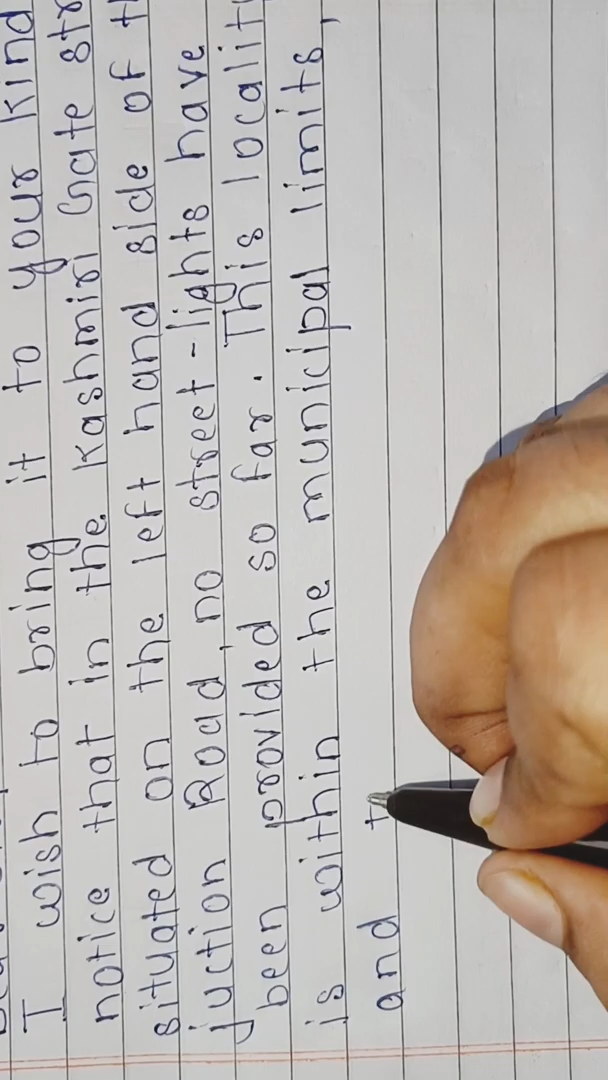 I wish to bring it to your kind
notice that in the Kashmiri Gate
situated on the left hand side of
juction Road, no street-lights have
been provided so far. This
is within the municipal limits,
and t